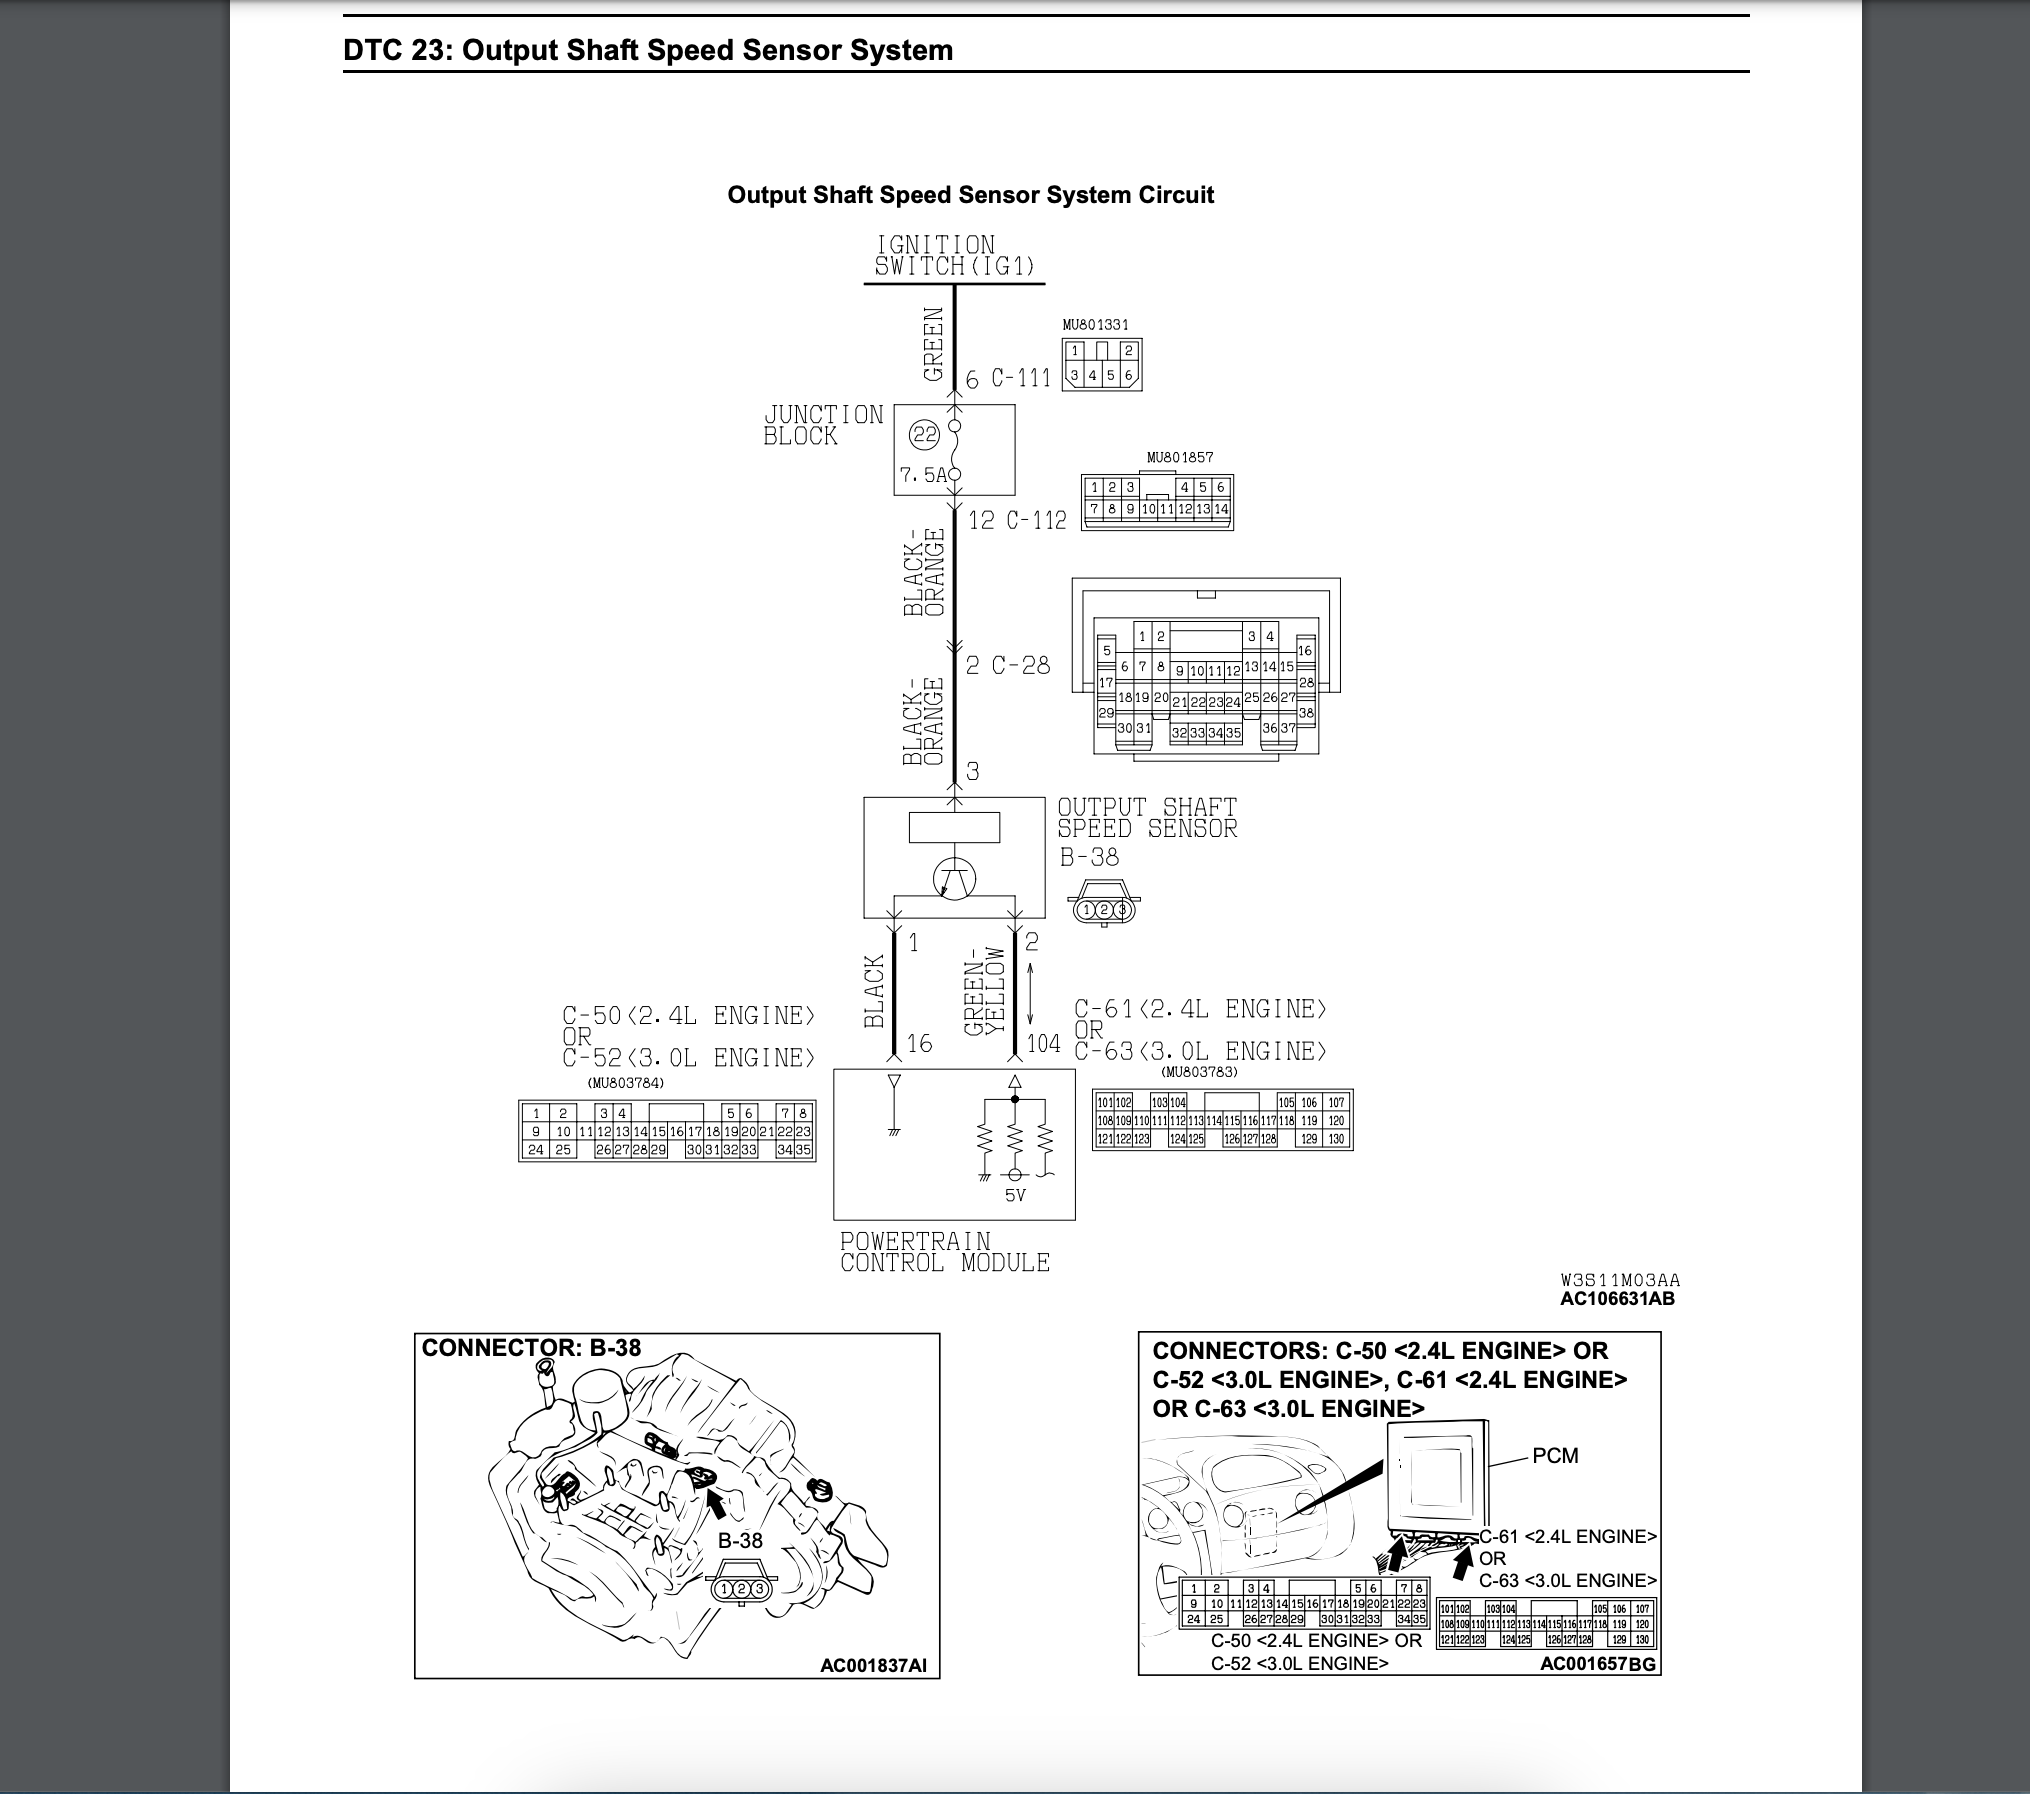 DTC 23: Output Shaft Speed Sensor System
Output Shaft Speed Sensor System Circuit
IGNITION
SWITCH(IG1)
GREEN
6 C-111
MU801331
1 2
3 4 5 6
JUNCTION
BLOCK
22
7.5A
12 C-112
MU801857
1 2 3 4 5 6
7 8 9 10 11 12 13 14
BLACK-
ORANGE
2 C-28
1 2 3 4
5 16
6 7 8 9 10 11 12 13 14 15
17 28
18 19 20 21 22 23 24 25 26 27
29 38
30 31 32 33 34 35 36 37
BLACK-
ORANGE
3
OUTPUT SHAFT
SPEED SENSOR
B-38
1 2 3
1
2
BLACK
GREEN-
YELLOW
16
104
C-50<2.4L ENGINE>
OR
C-52<3.0L ENGINE>
(MU803784)
1 2 3 4 5 6 7 8
9 10 11 12 13 14 15 16 17 18 19 20 21 22 23
24 25 26 27 28 29 30 31 32 33 34 35
C-61<2.4L ENGINE>
OR
C-63<3.0L ENGINE>
(MU803783)
101 102 103 104 105 106 107
108 109 110 111 112 113 114 115 116 117 118 119 120
121 122 123 124 125 126 127 128 129 130
5V
POWERTRAIN
CONTROL MODULE
W3S11M03AA
AC106631AB
CONNECTOR: B-38
B-38
1 2 3
AC001837AI
CONNECTORS: C-50 <2.4L ENGINE> OR
C-52 <3.0L ENGINE>, C-61 <2.4L ENGINE>
OR C-63 <3.0L ENGINE>
PCM
C-61 <2.4L ENGINE>
OR
C-63 <3.0L ENGINE>
1 2 3 4 5 6 7 8
9 10 11 12 13 14 15 16 17 18 19 20 21 22 23
24 25 26 27 28 29 30 31 32 33 34 35
C-50 <2.4L ENGINE> OR
C-52 <3.0L ENGINE>
101 102 103 104 105 106 107
108 109 110 111 112 113 114 115 116 117 118 119 120
121 122 123 124 125 126 127 128 129 130
AC001657BG